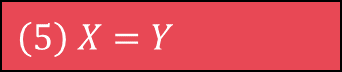 (5) X = Y